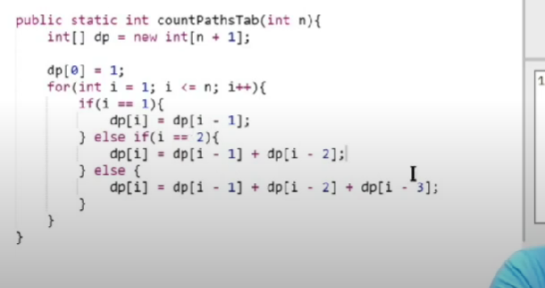 public static int countPathsTab(int n){
    int[] dp = new int[n + 1];

    dp[0] = 1;
    for(int i = 1; i <= n; i++){
        if(i == 1){
            dp[i] = dp[i - 1];
        } else if(i == 2){
            dp[i] = dp[i - 1] + dp[i - 2];
        } else {
            dp[i] = dp[i - 1] + dp[i - 2] + dp[i - 3];
        }
    }
}
1